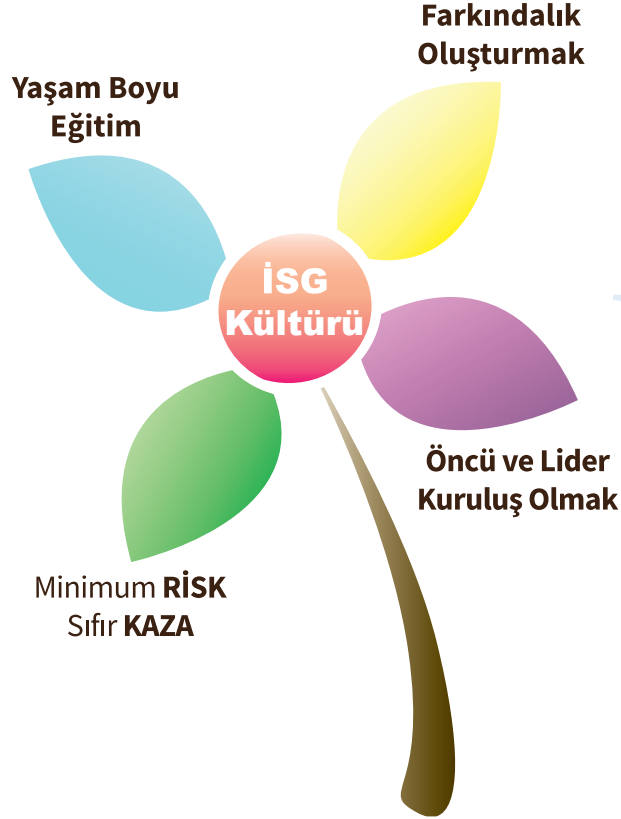 Farkındalık
Oluşturmak
Yaşam Boyu
Eğitim
İSG
Kültürü
Öncü ve Lider
Kuruluş Olmak
Minimum RİSK
Sıfır KAZA